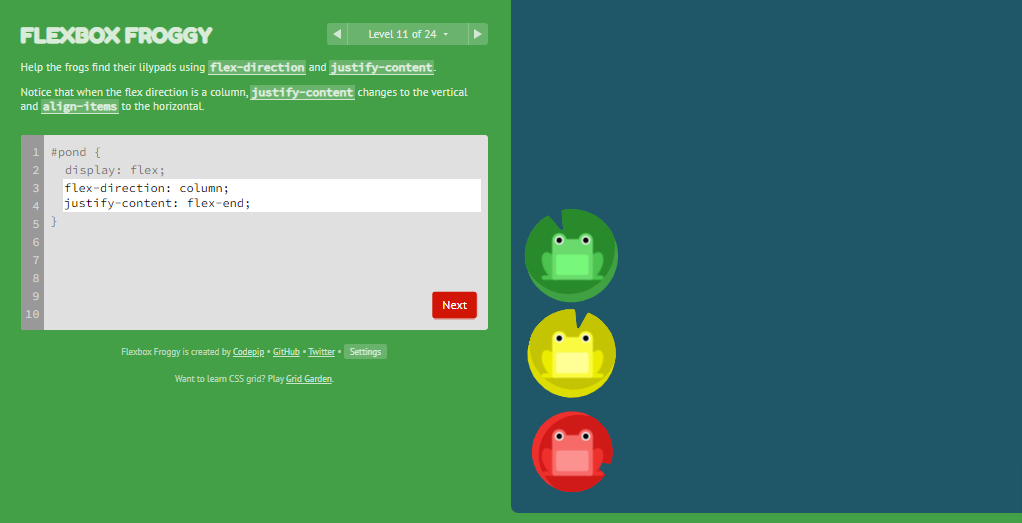 FLEXBOX FROGGY
Level 11 of 24
Help the frogs find their lilypads using flex-direction and justify-content.
Notice that when the flex direction is a column, justify-content changes to the vertical
and align-items to the horizontal.
1 #pond {
2 display: flex;
3 flex-direction: column;
4 justify-content: flex-end;
5 }
6
7
8
9
10
Next
Flexbox Froggy is created by Codepip • GitHub • Twitter • Settings
Want to learn CSS grid? Play Grid Garden.